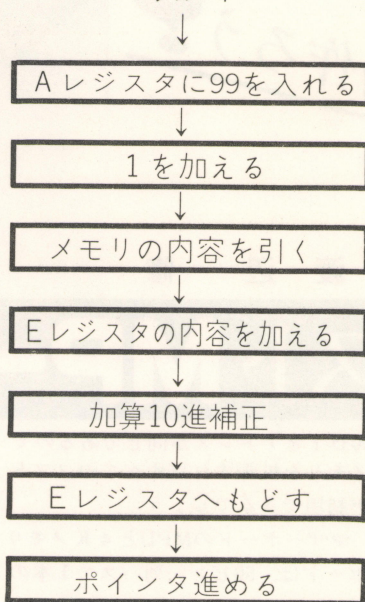 Aレジスタに99を入れる
1を加える
メモリの内容を引く
Eレジスタの内容を加える
加算10進補正
Eレジスタへもどす
ポインタ進める